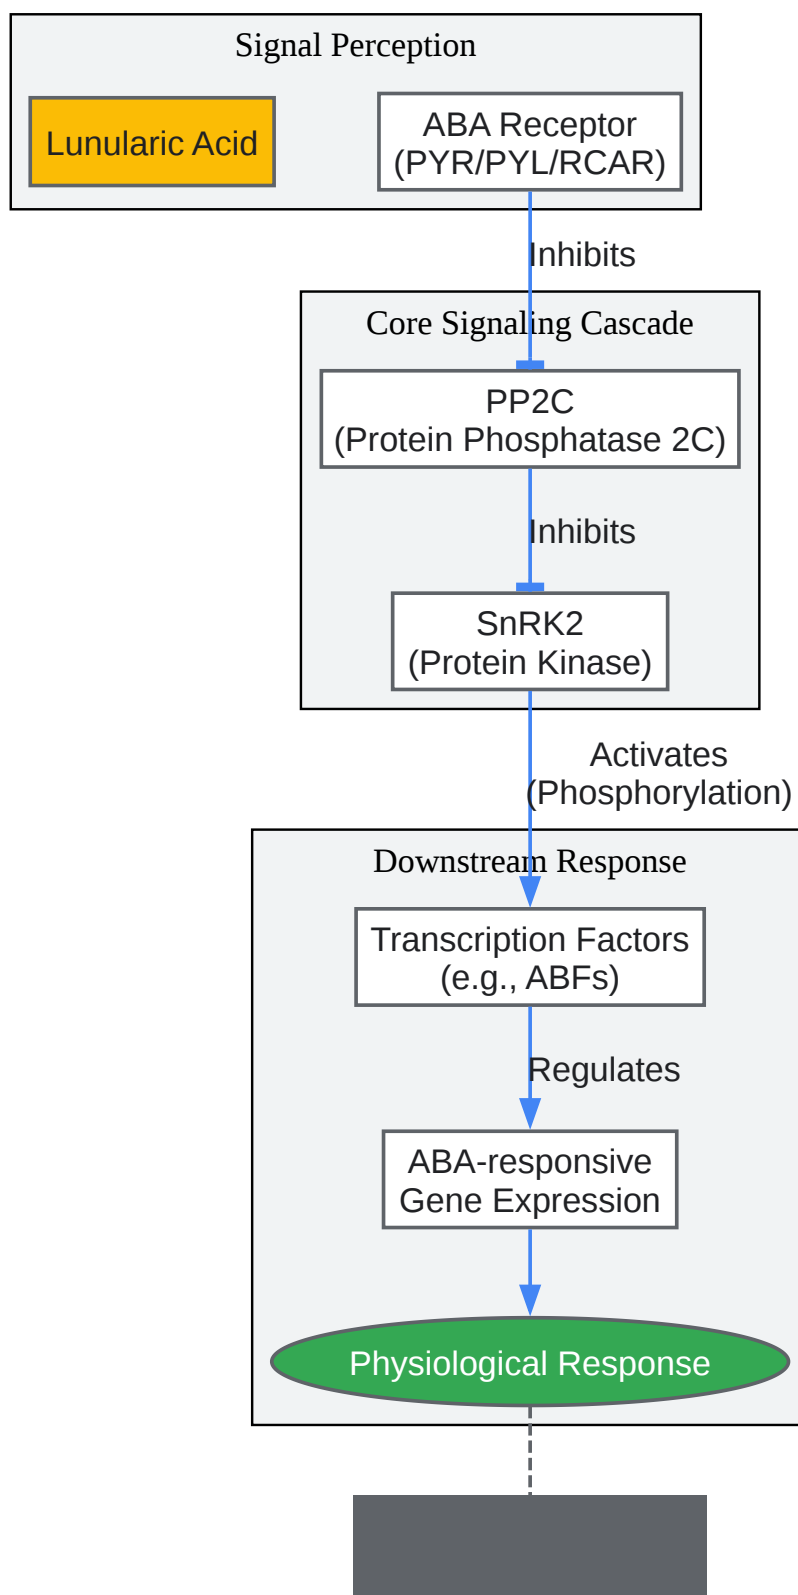 Signal Perception
Lunularic Acid
ABA Receptor
(PYR/PYL/RCAR)
Inhibits
Core Signaling Cascade
PP2C
(Protein Phosphatase 2C)
Inhibits
SnRK2
(Protein Kinase)
Activates
(Phosphorylation)
Downstream Response
Transcription Factors
(e.g., ABFs)
Regulates
ABA-responsive
Gene Expression
Physiological Response